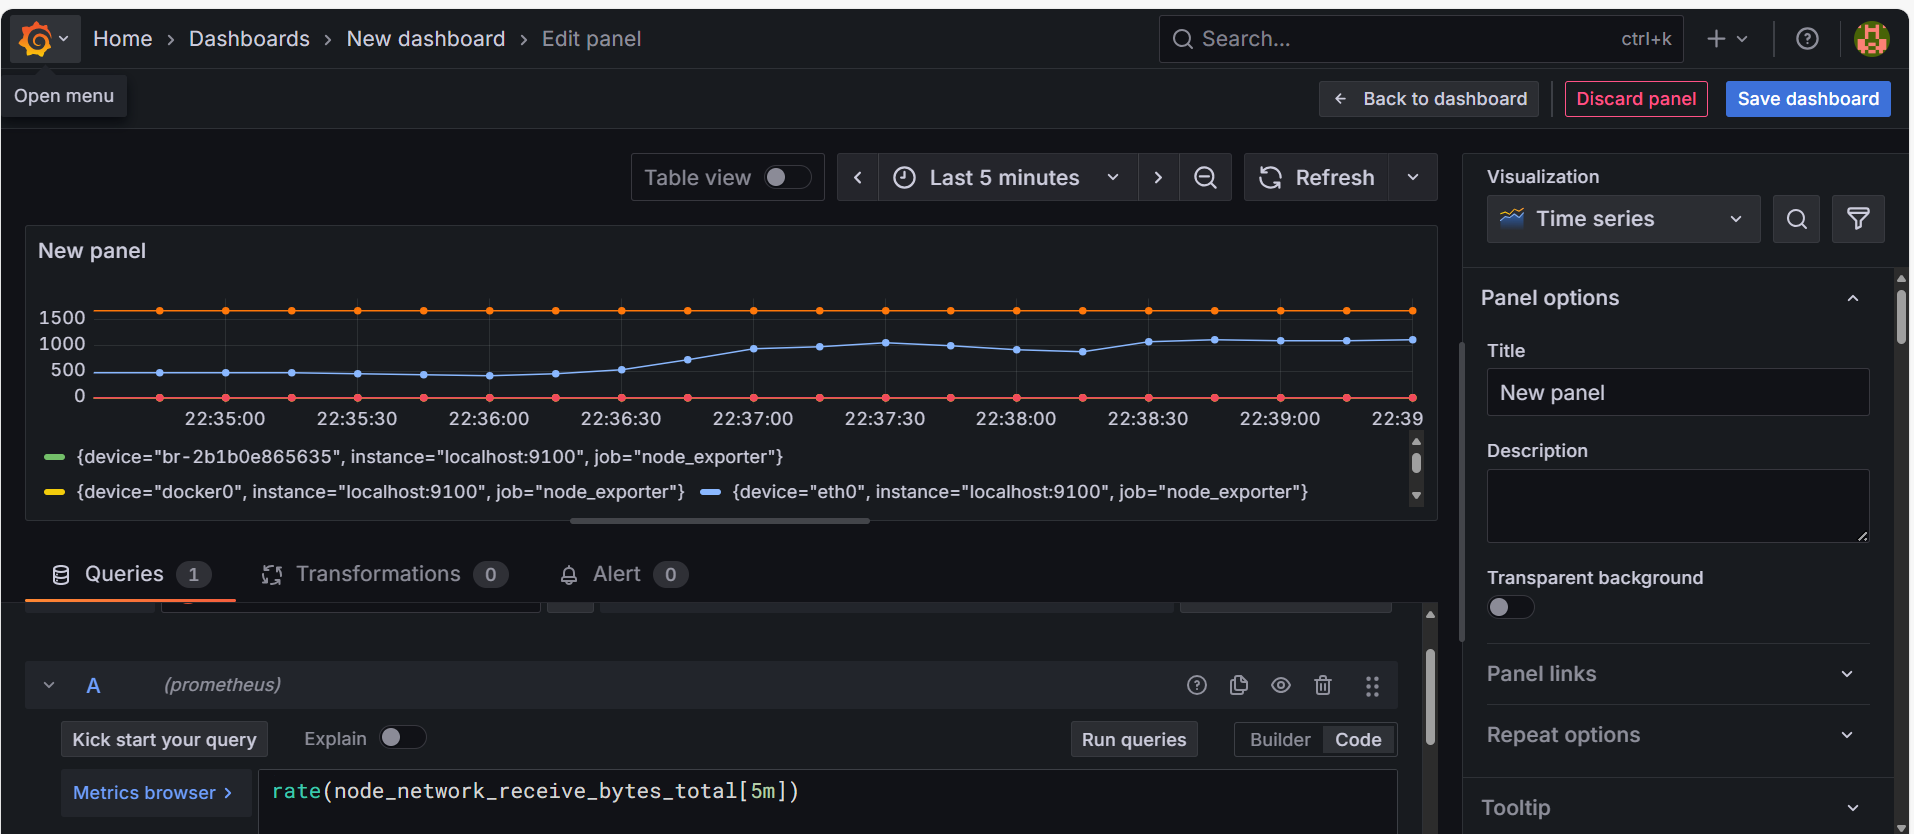 Home › Dashboards › New dashboard › Edit panel
Search... ctrl+k
Open menu
Back to dashboard Discard panel Save dashboard
Table view Last 5 minutes Refresh
Visualization
Time series
New panel
1500
1000
500
0
22:35:00 22:35:30 22:36:00 22:36:30 22:37:00 22:37:30 22:38:00 22:38:30 22:39:00 22:39
{device="br-2b1b0e865635", instance="localhost:9100", job="node_exporter"}
{device="docker0", instance="localhost:9100", job="node_exporter"} {device="eth0", instance="localhost:9100", job="node_exporter"}
Queries 1 Transformations 0 Alert 0
A (prometheus)
Kick start your query Explain Run queries Builder Code
Metrics browser › rate(node_network_receive_bytes_total[5m])
Panel options
Title
New panel
Description
Transparent background
Panel links
Repeat options
Tooltip